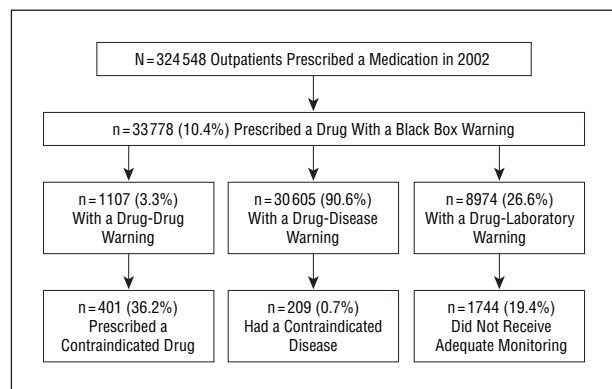 N=324 548 Outpatients Prescribed a Medication in 2002
n=33 778 (10.4%) Prescribed a Drug With a Black Box Warning
n=1107 (3.3%)
With a Drug-Drug
Warning
n=30 605 (90.6%)
With a Drug-Disease
Warning
n=8974 (26.6%)
With a Drug-Laboratory
Warning
n=401 (36.2%)
Prescribed a
Contraindicated Drug
n=209 (0.7%)
Had a Contraindicated
Disease
n=1744 (19.4%)
Did Not Receive
Adequate Monitoring